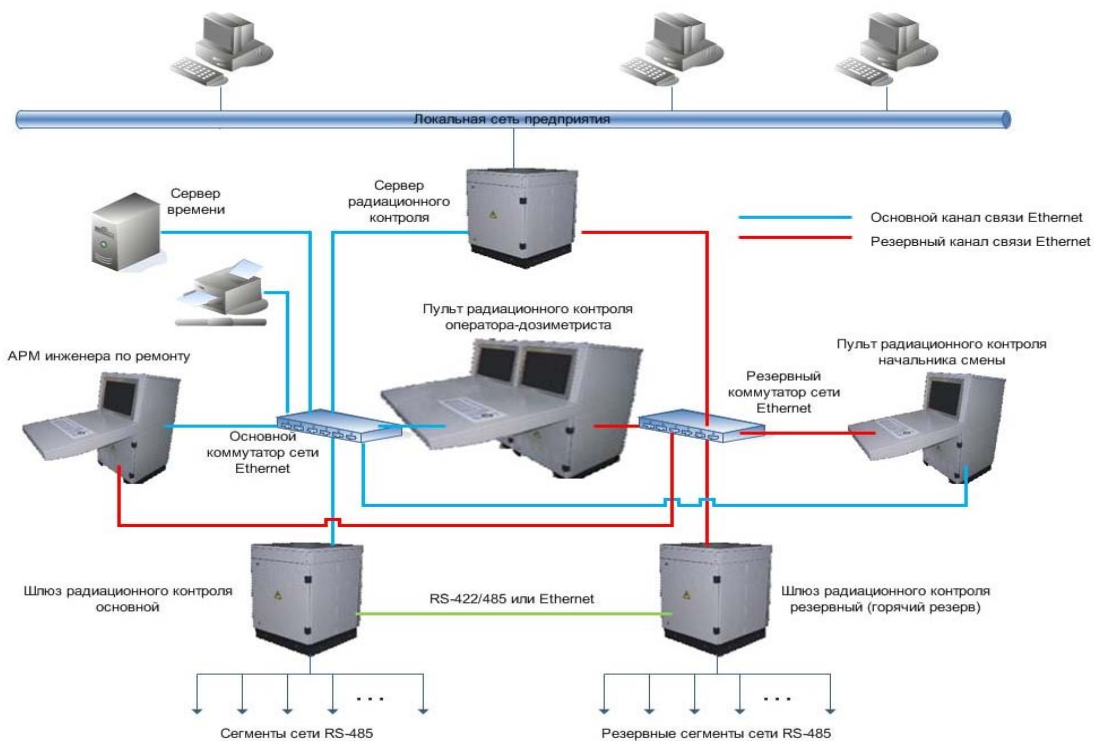 Локальная сеть предприятия
Сервер
времени
Сервер
радиационного
контроля
Основной канал связи Ethernet
Резервный канал связи Ethernet
Пульт радиационного контроля
оператора-дозиметриста
АРМ инженера по ремонту
Пульт радиационного контроля
начальника смены
Резервный
коммутатор сети
Ethernet
Основной
коммутатор сети
Ethernet
Шлюз радиационного контроля
основной
RS-422/485 или Ethernet
Шлюз радиационного контроля
резервный (горячий резерв)
. . .
. . .
Сегменты сети RS-485
Резервные сегменты сети RS-485